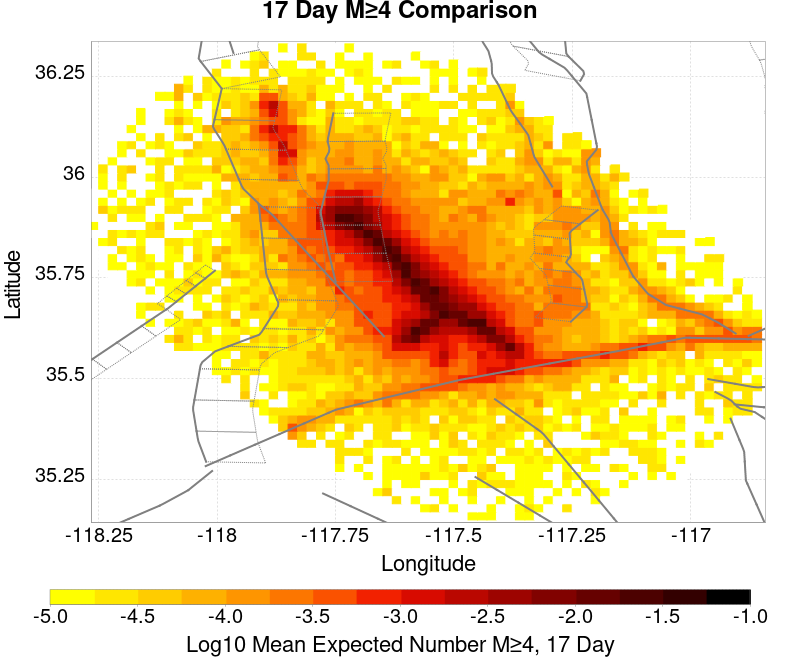 17 Day M≥4 Comparison
36.25
36
35.75
35.5
35.25
Latitude
-118.25 -118 -117.75 -117.5 -117.25 -117
Longitude
-5.0 -4.5 -4.0 -3.5 -3.0 -2.5 -2.0 -1.5 -1.0
Log10 Mean Expected Number M≥4, 17 Day